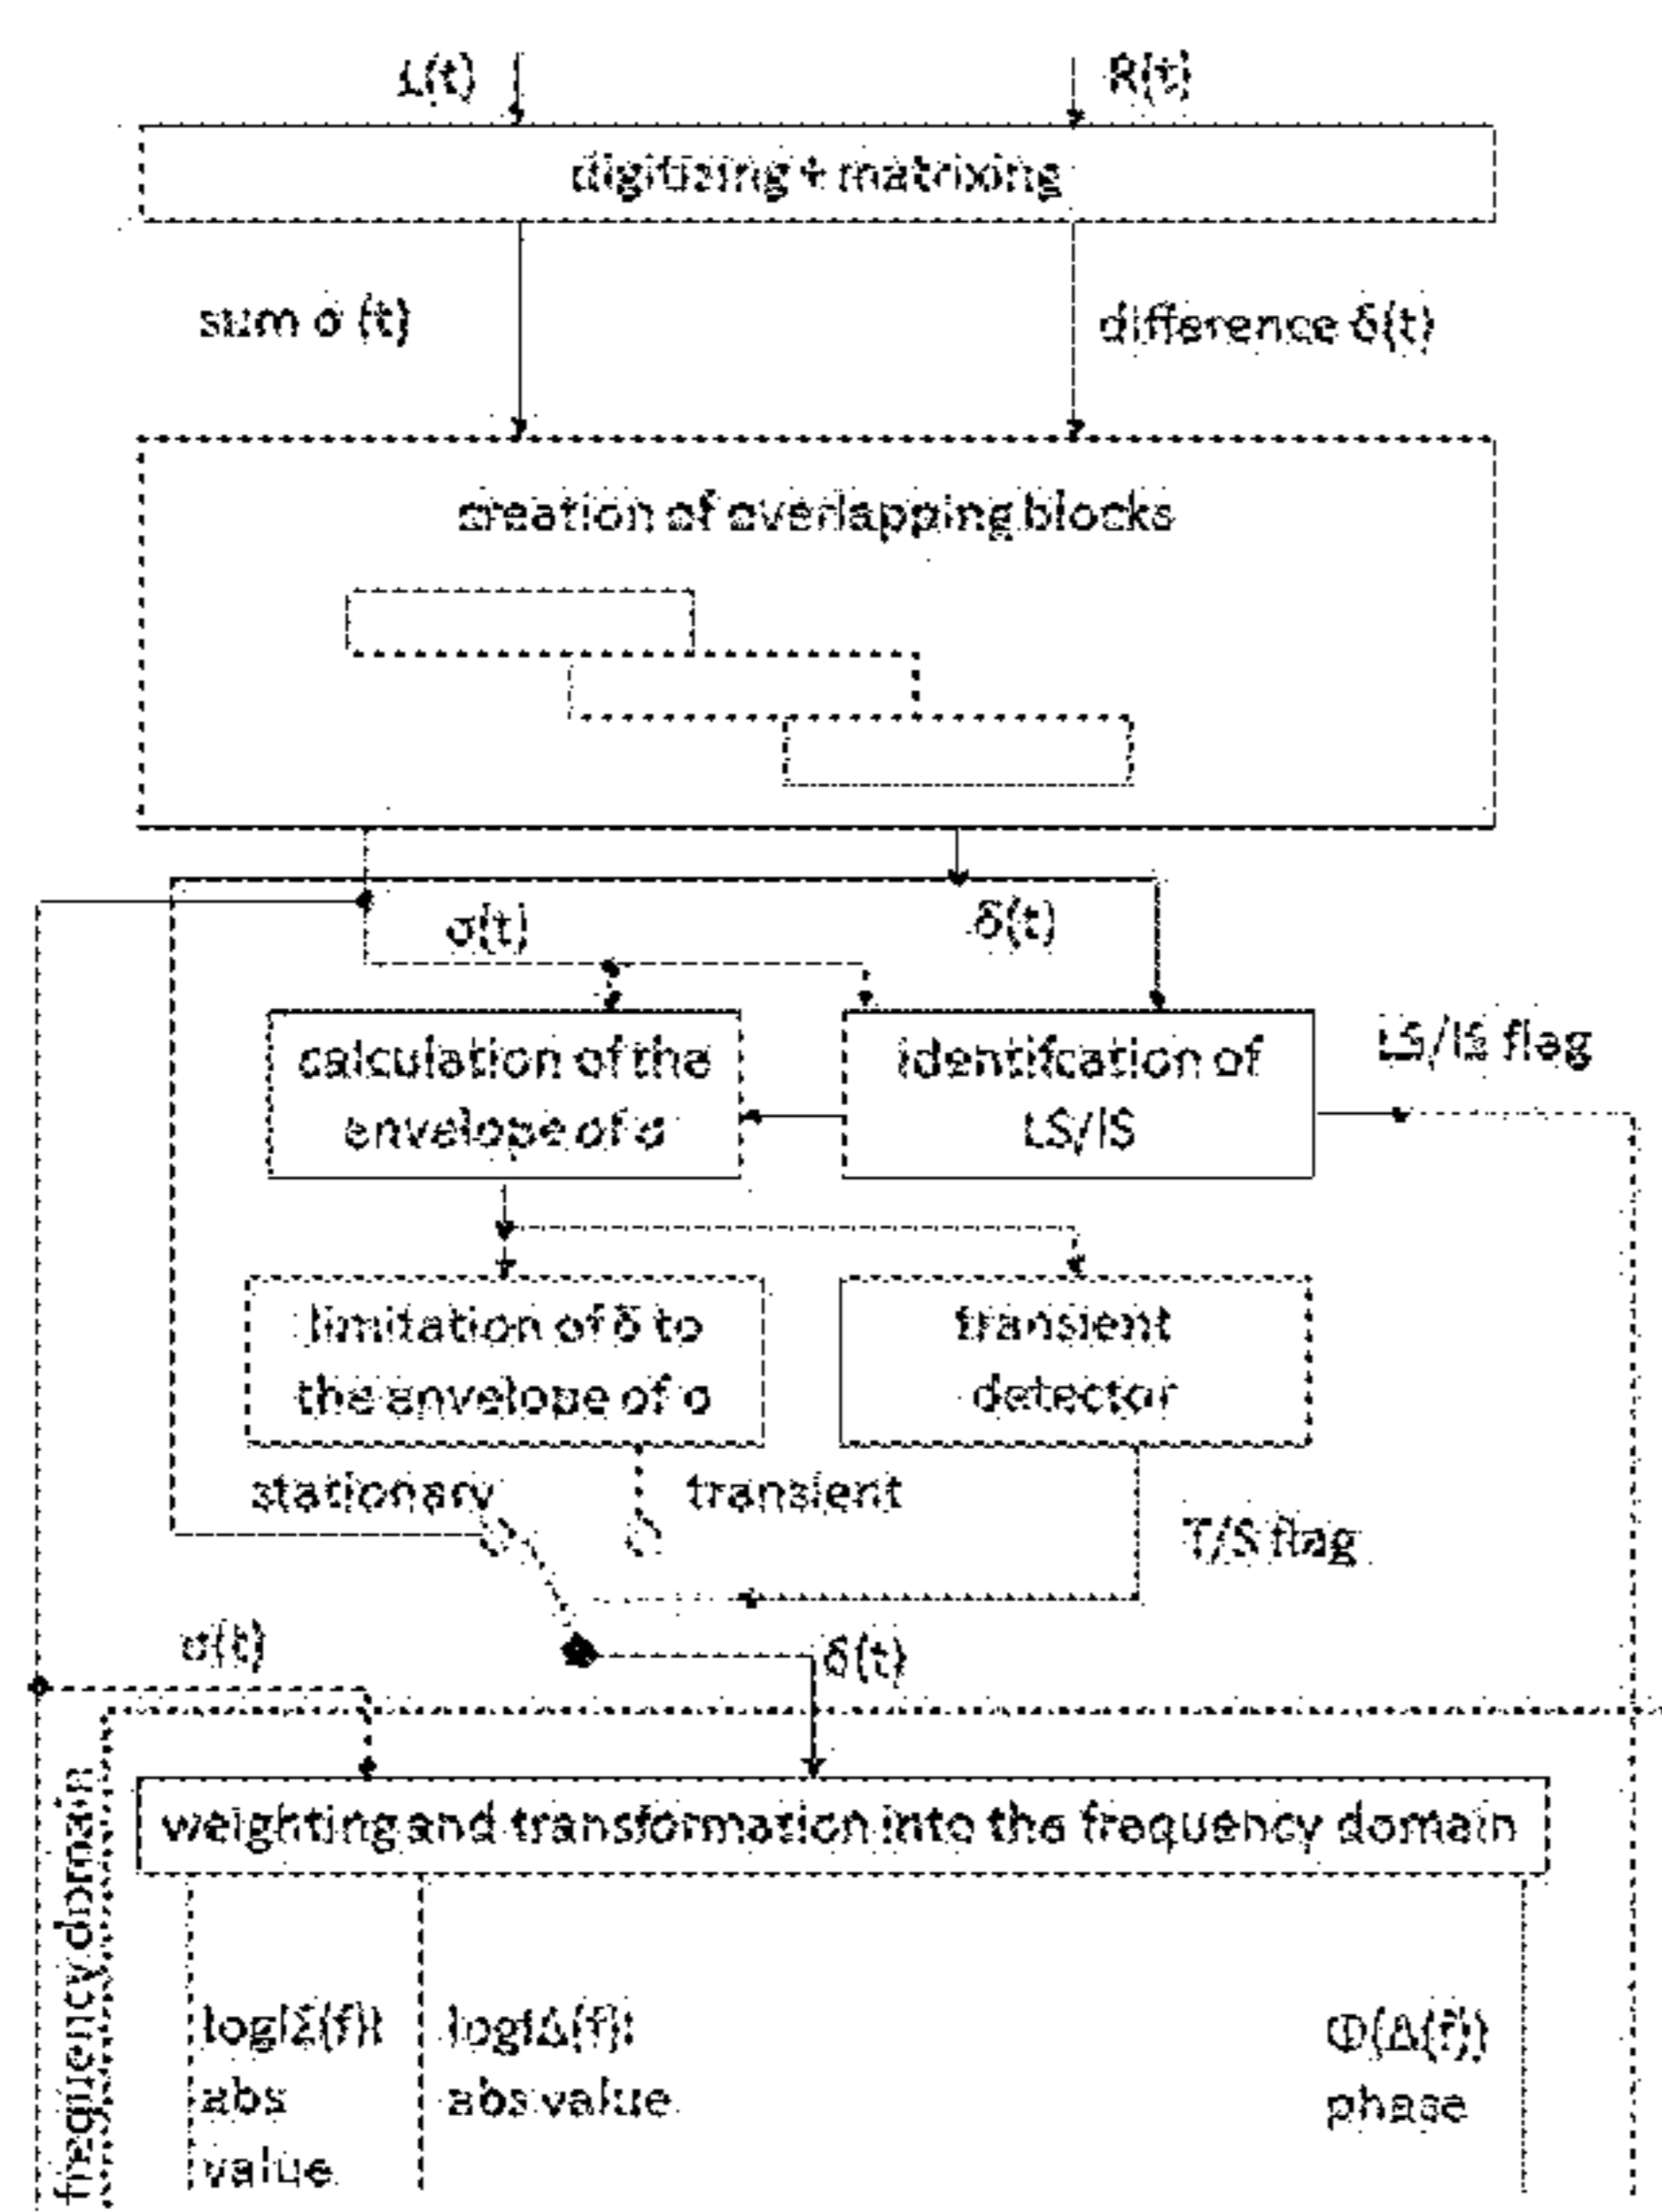 L(t)
R(t)
digitizing + matrixing
sum σ (t)
difference δ(t)
creation of overlapping blocks
σ(t)
δ(t)
calculation of the
envelope of σ
identifcation of
LS/IS
LS/IS flag
limitation of δ to
the envelope of σ
transient
detector
stationary
transient
T/S flag
σ(t)
δ(t)
frequency domain
weighting and transformation into the frequency domain
log|Σ(f)|
abs
value
log|Δ(f)|
abs value
Φ(Δ(f))
phase